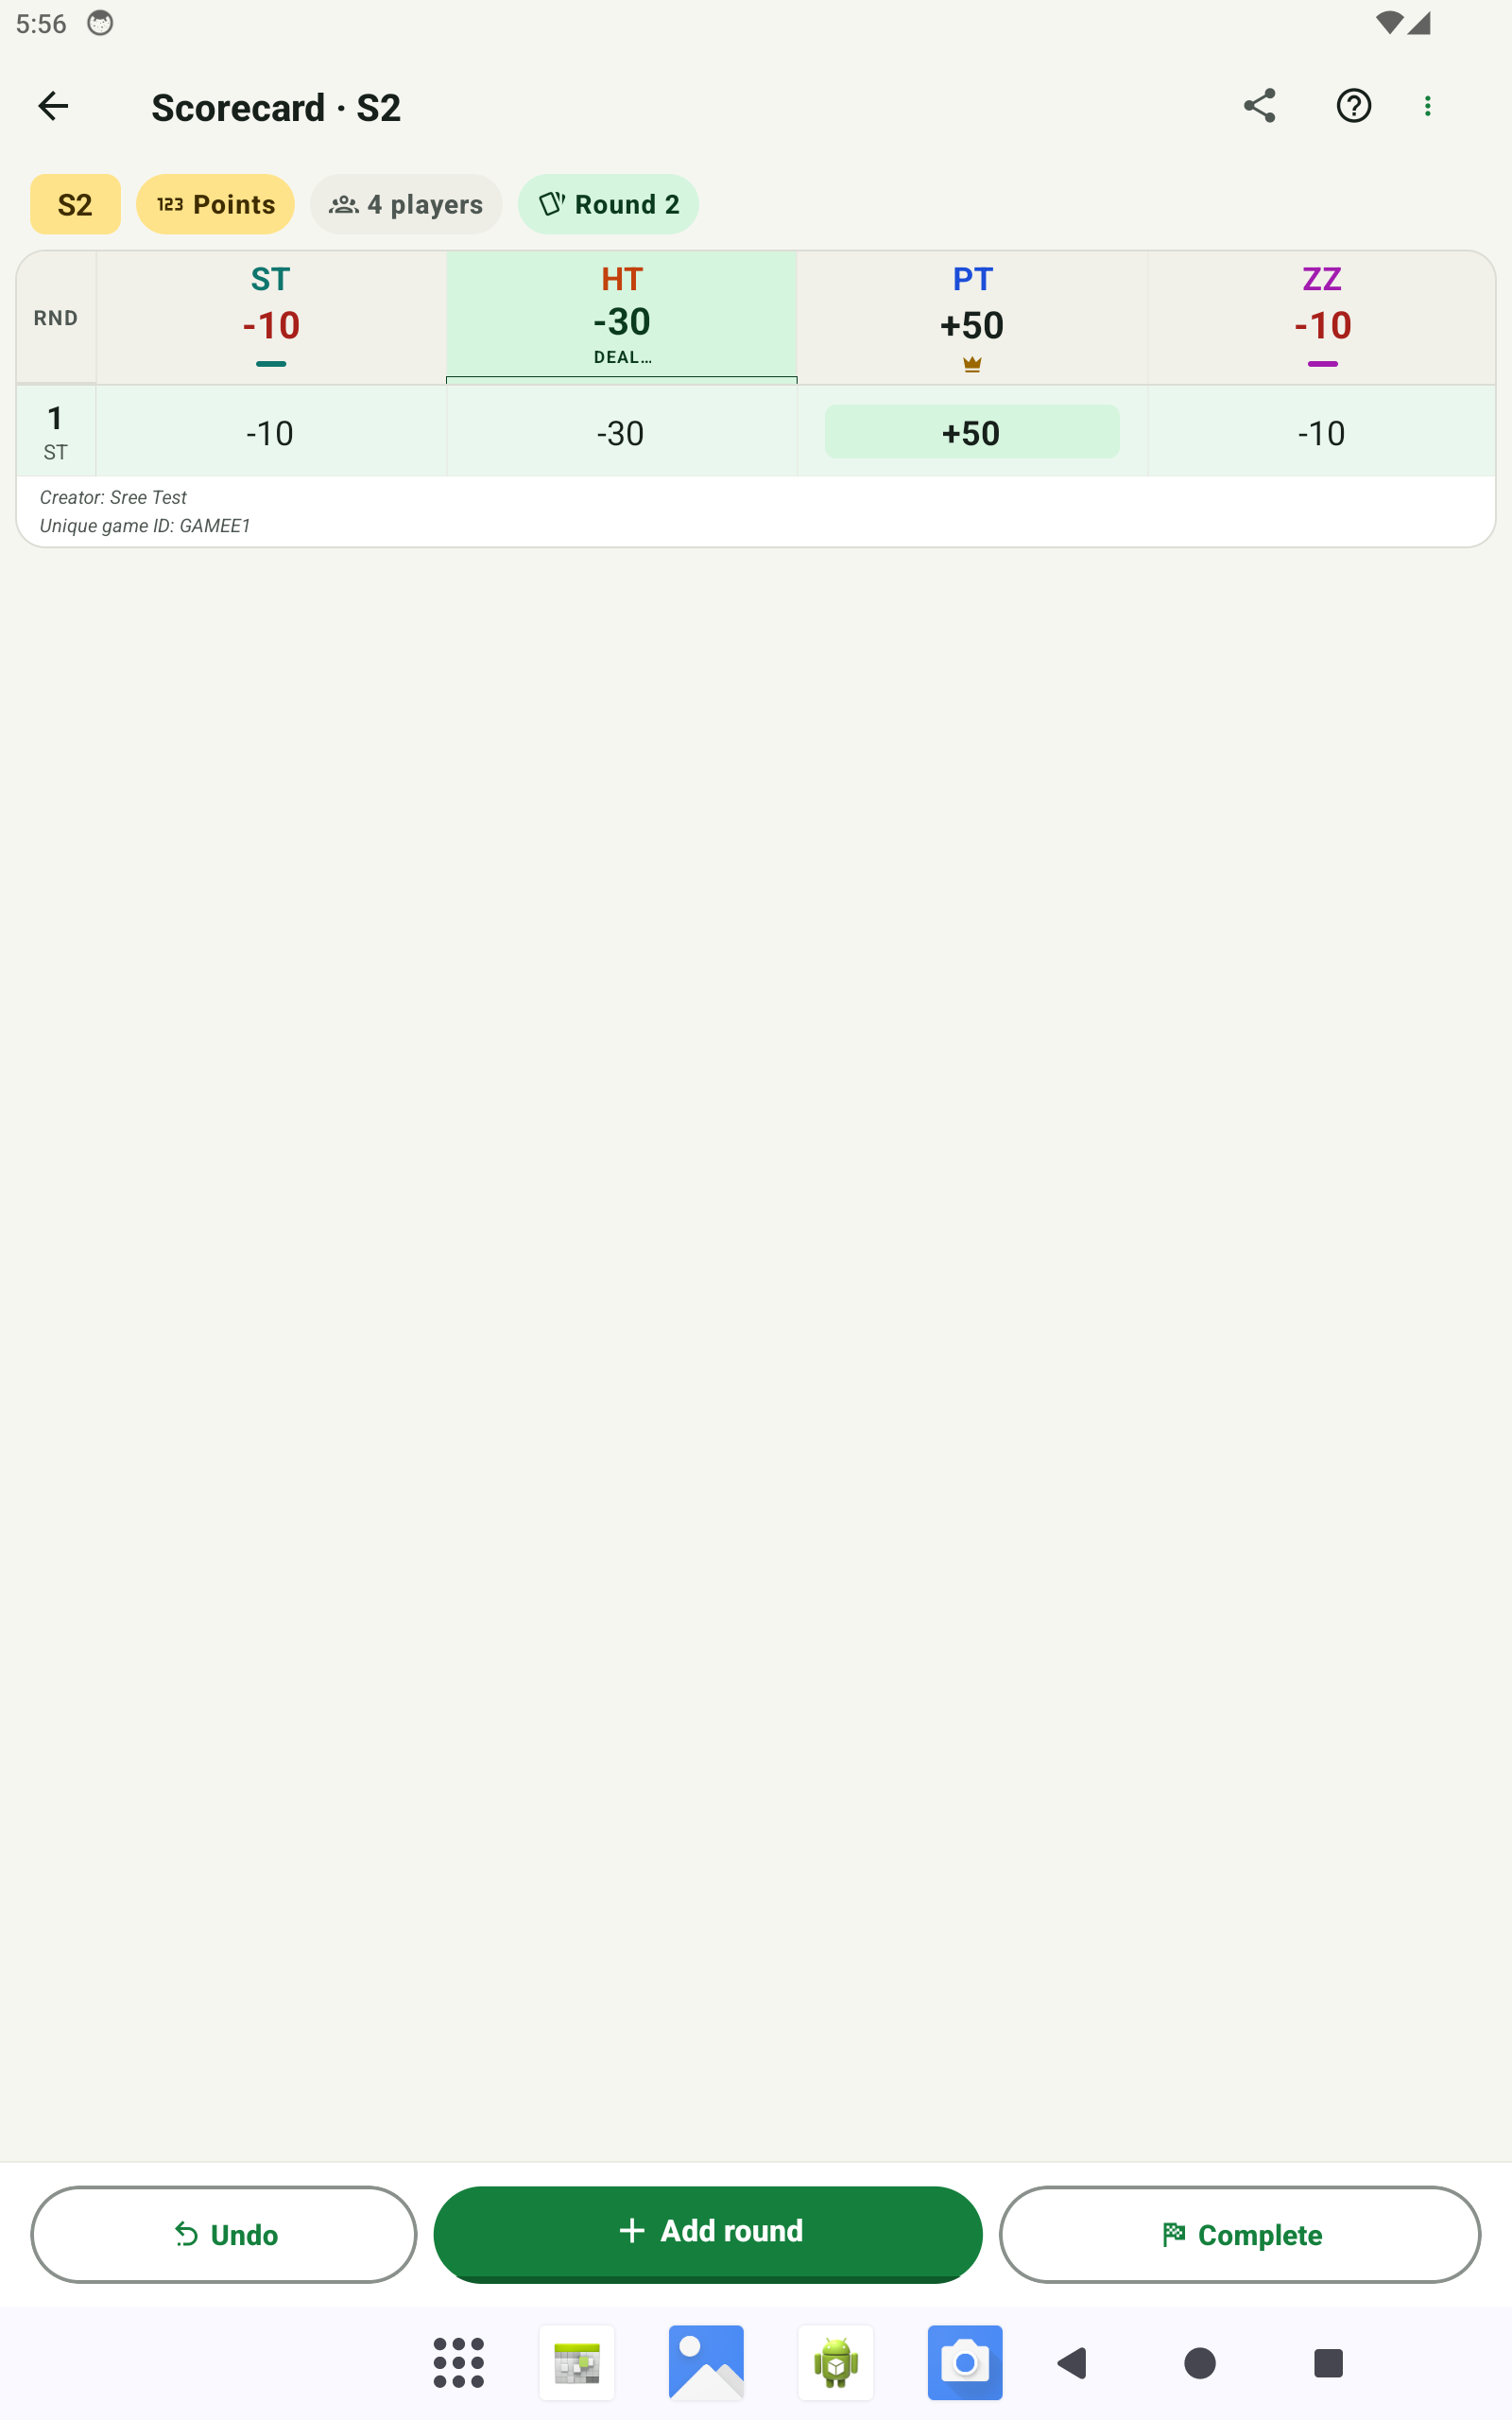 5:56
Scorecard · S2
S2
123 Points
4 players
Round 2
RND
ST
-10
HT
-30
DEAL…
PT
+50
ZZ
-10
1
ST
-10
-30
+50
-10
Creator: Sree Test
Unique game ID: GAMEE1
Undo
+ Add round
Complete